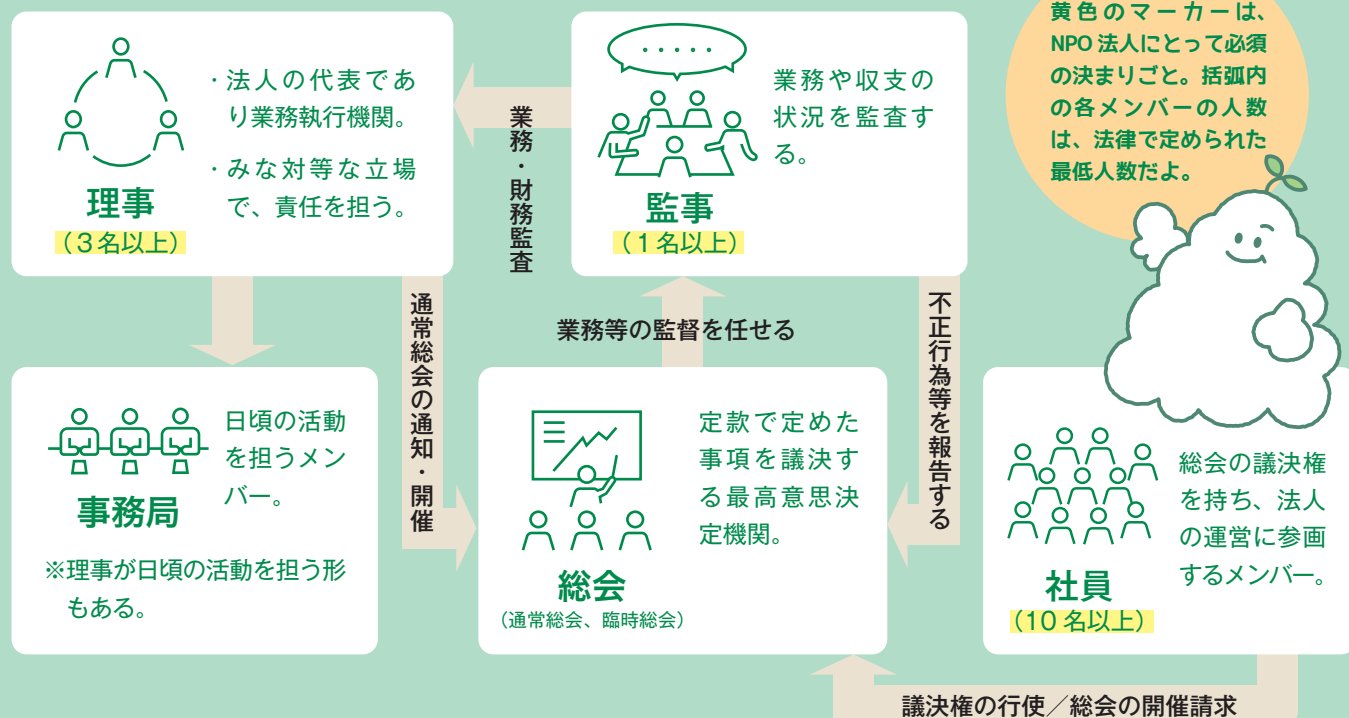 ・法人の代表であ
り業務執行機関。
・みな対等な立場
で、責任を担う。
理事
（３名以上）
業務・財務監査
業務や収支の
状況を監査す
る。
監事
（１名以上）
黄色のマーカーは、
NPO 法人にとって必須
の決まりごと。括弧内
の各メンバーの人数
は、法律で定められた
最低人数だよ。
通常総会の通知・開催
業務等の監督を任せる
不正行為等を報告する
日頃の活動
を担うメン
バー。
事務局
※理事が日頃の活動を担う形
もある。
定款で定めた
事項を議決す
る最高意思決
定機関。
総会
（通常総会、臨時総会）
総会の議決権
を持ち、法人
の運営に参画
するメンバー。
社員
（10 名以上）
議決権の行使／総会の開催請求